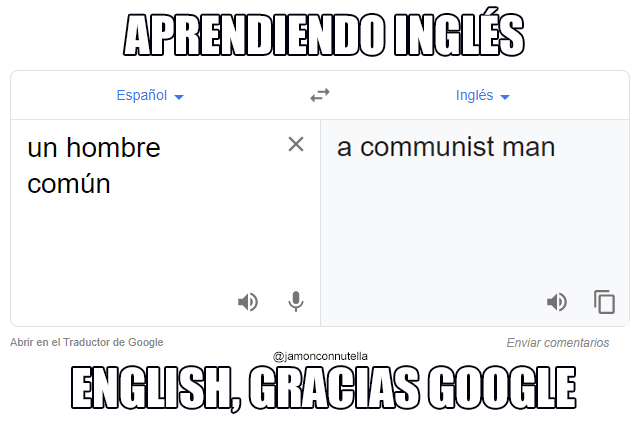 APRENDIENDO INGLÉS
Español
Inglés
un hombre
común
a communist man
Abrir en el Traductor de Google
Enviar comentarios
@jamonconnutella
ENGLISH, GRACIAS GOOGLE